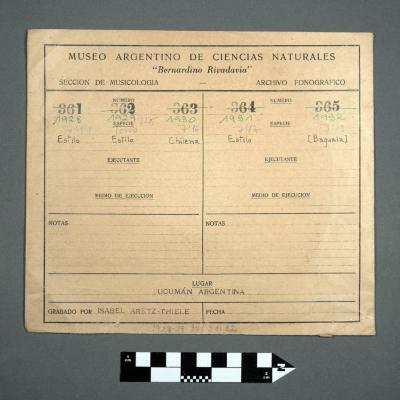 MUSEO ARGENTINO DE CIENCIAS NATURALES
"Bernardino Rivadavia"
SECCION DE MUSICOLOGIA — ARCHIVO FONOGRAFICO
NUMERO NUMERO
361 362 363 364 365
1928 1929 1930 1931 1932
ESPECIE ESPECIE
Estilo Estilo Chilena Estilo (Baguala)
EJECUTANTE EJECUTANTE
MEDIO DE EJECUCION MEDIO DE EJECUCION
NOTAS NOTAS
LUGAR
TUCUMÁN ARGENTINA
GRABADO POR ISABEL ARETZ-THIELE FECHA